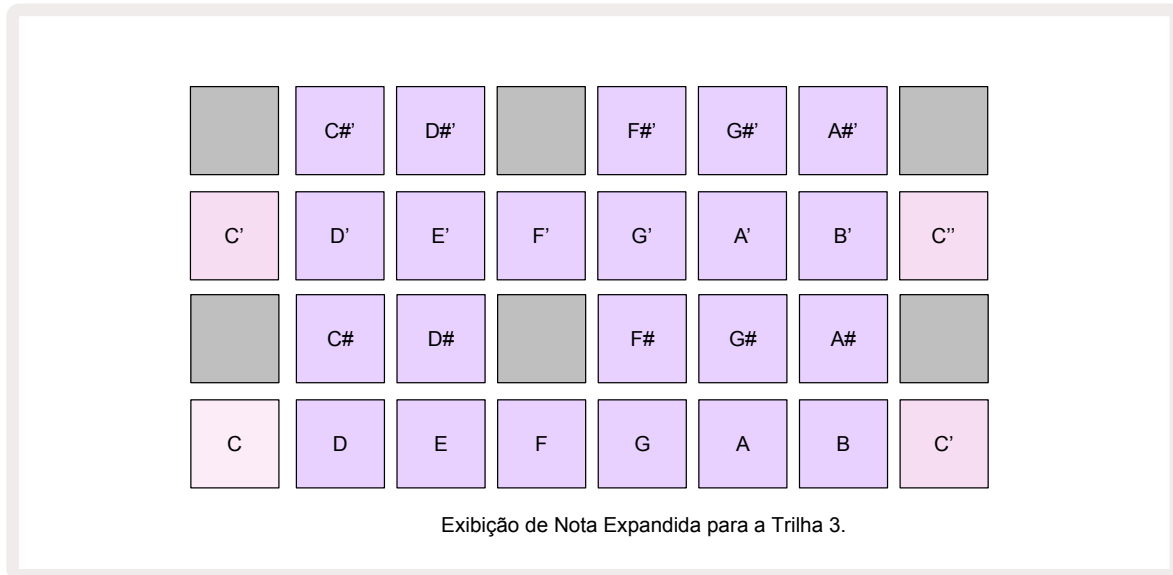 C#’ D#’ F#’ G#’ A#’
C’ D’ E’ F’ G’ A’ B’ C’’
C# D# F# G# A#
C D E F G A B C’
Exibição de Nota Expandida para a Trilha 3.